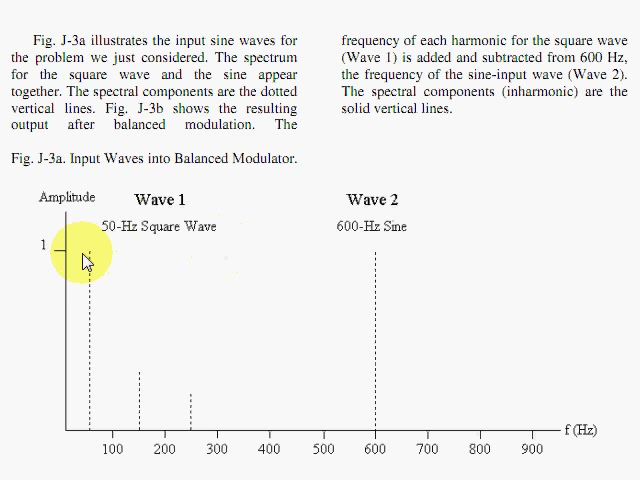 Fig. J-3a illustrates the input sine waves for
the problem we just considered. The spectrum
for the square wave and the sine appear
together. The spectral components are the dotted
vertical lines. Fig. J-3b shows the resulting
output after balanced modulation. The
frequency of each harmonic for the square wave
(Wave 1) is added and subtracted from 600 Hz,
the frequency of the sine-input wave (Wave 2).
The spectral components (inharmonic) are the
solid vertical lines.
Fig. J-3a. Input Waves into Balanced Modulator.
Amplitude
Wave 1
Wave 2
50-Hz Square Wave
600-Hz Sine
1
f (Hz)
100 200 300 400 500 600 700 800 900